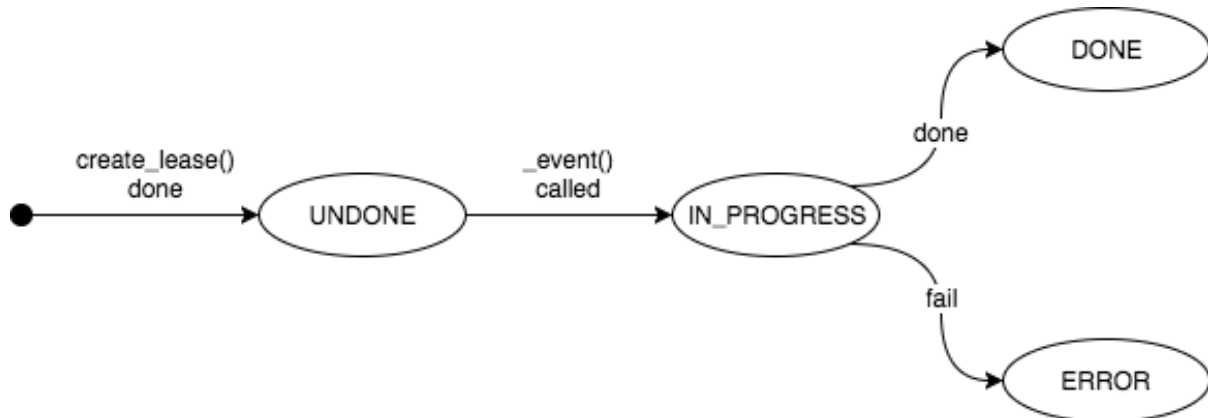 create_lease()
done
UNDONE
_event()
called
IN_PROGRESS
done
DONE
fail
ERROR